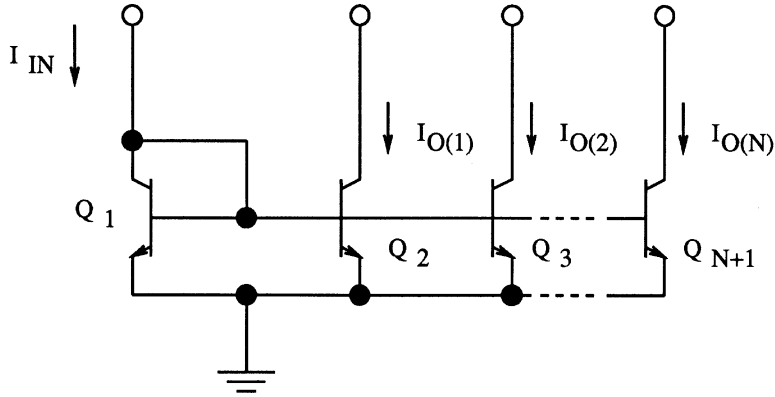 I IN
I O(1)
I O(2)
I O(N)
Q 1
Q 2
Q 3
Q N+1